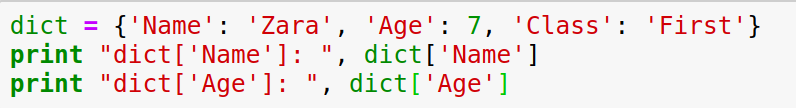 dict = {'Name': 'Zara', 'Age': 7, 'Class': 'First'}
print "dict['Name']: ", dict['Name']
print "dict['Age']: ", dict['Age']